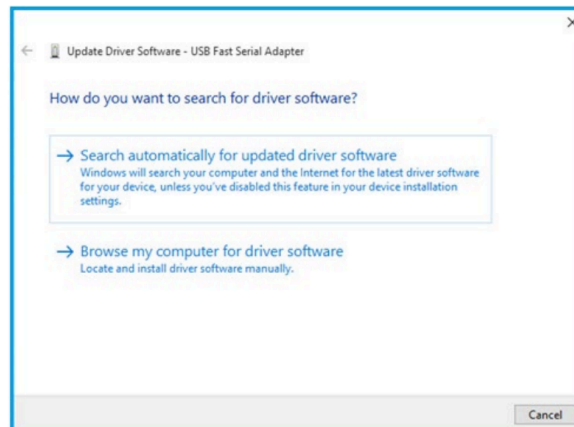 Update Driver Software - USB Fast Serial Adapter
How do you want to search for driver software?
Search automatically for updated driver software
Windows will search your computer and the Internet for the latest driver software
for your device, unless you've disabled this feature in your device installation
settings.
Browse my computer for driver software
Locate and install driver software manually.
Cancel